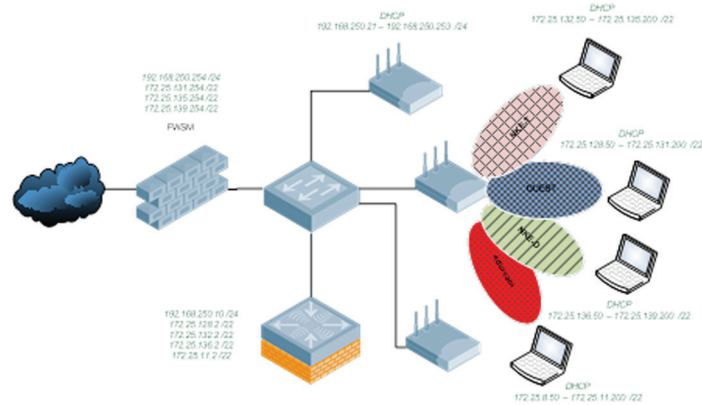 DHCP
192.168.250.21 – 192.168.250.253 /24
DHCP
172.25.132.50 – 172.25.135.200 /22
192.168.250.254 /24
172.25.131.254 /22
172.25.135.254 /22
172.25.139.254 /22
FWSM
NKE-T
DHCP
172.25.128.50 – 172.25.131.200 /22
GUEST
NKE-D
DHCP
172.25.136.50 – 172.25.139.200 /22
192.168.250.10 /24
172.25.128.2 /22
172.25.132.2 /22
172.25.136.2 /22
172.25.11.2 /22
DHCP
172.25.8.50 – 172.25.11.200 /22